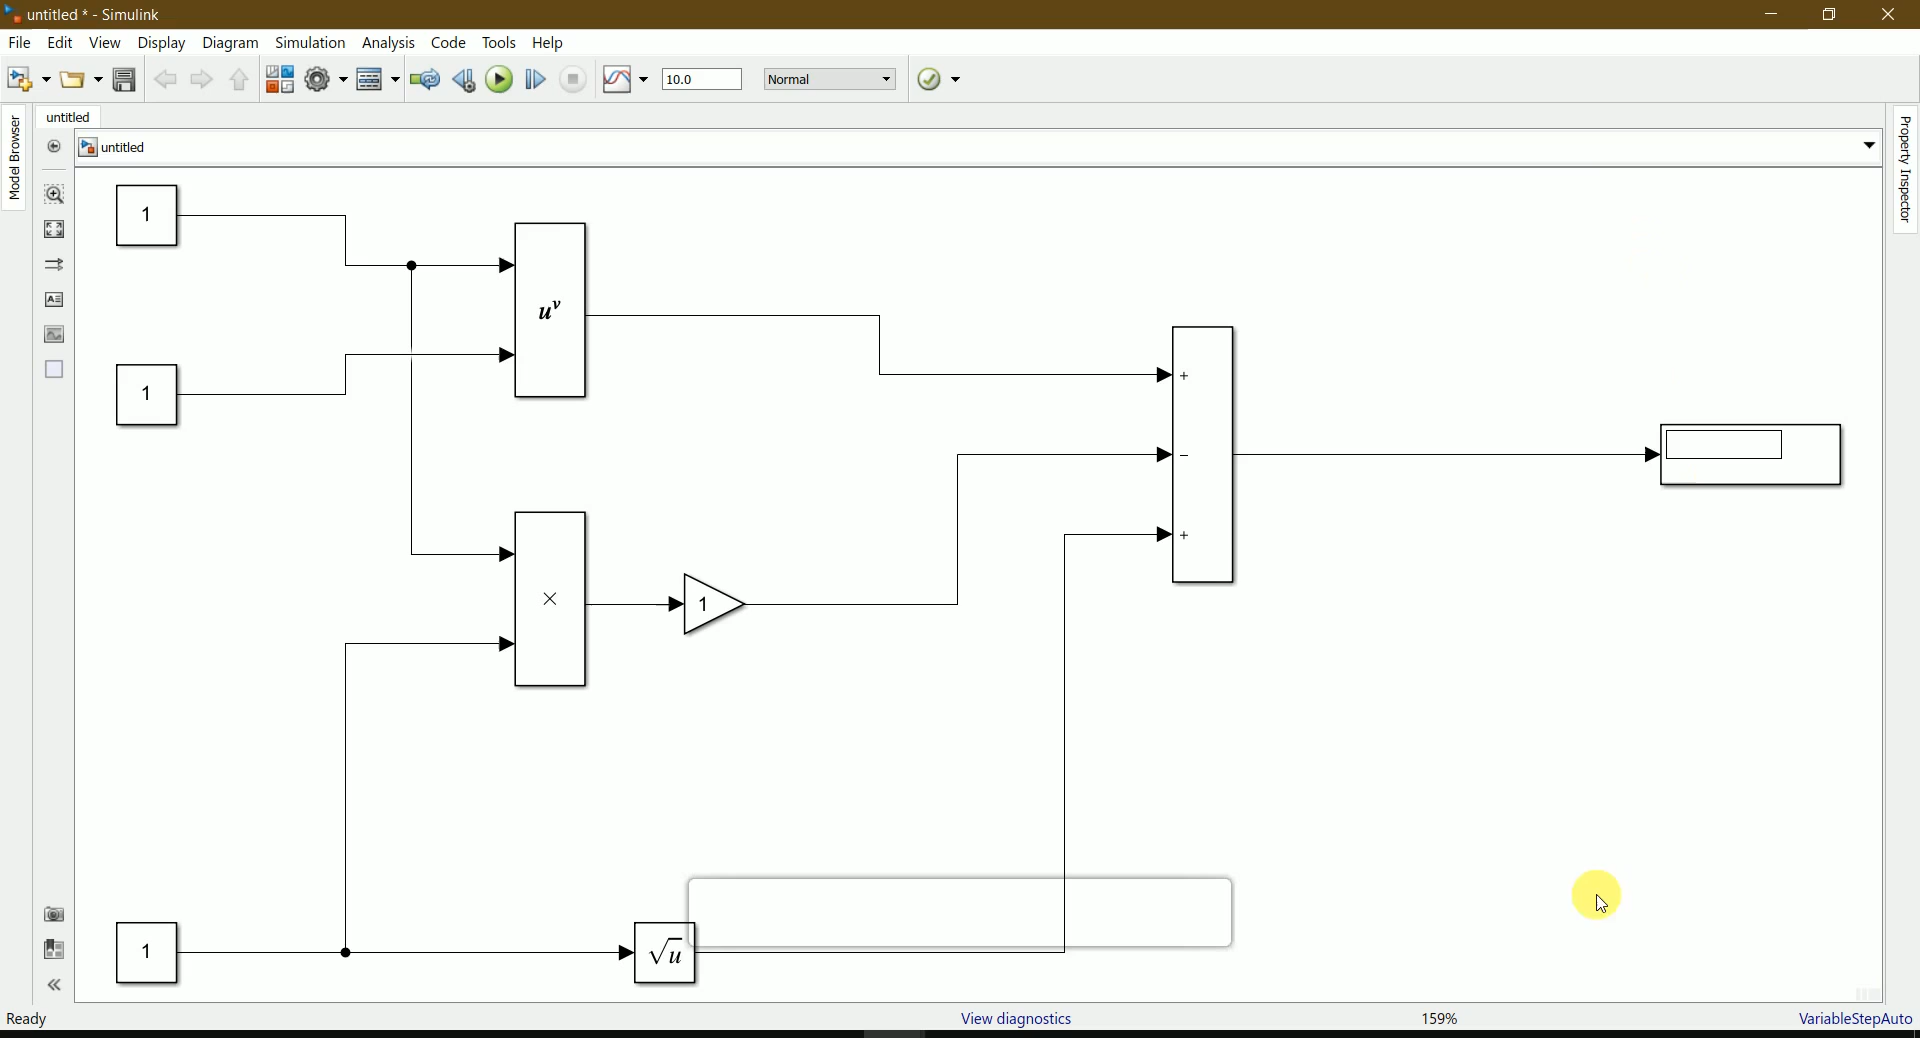 untitled * - Simulink
File Edit View Display Diagram Simulation Analysis Code Tools Help
10.0 Normal
Model Browser
untitled
untitled
Property Inspector
1
u^v
1
+
−
+
×
1
1
√u
Ready View diagnostics 159% VariableStepAuto